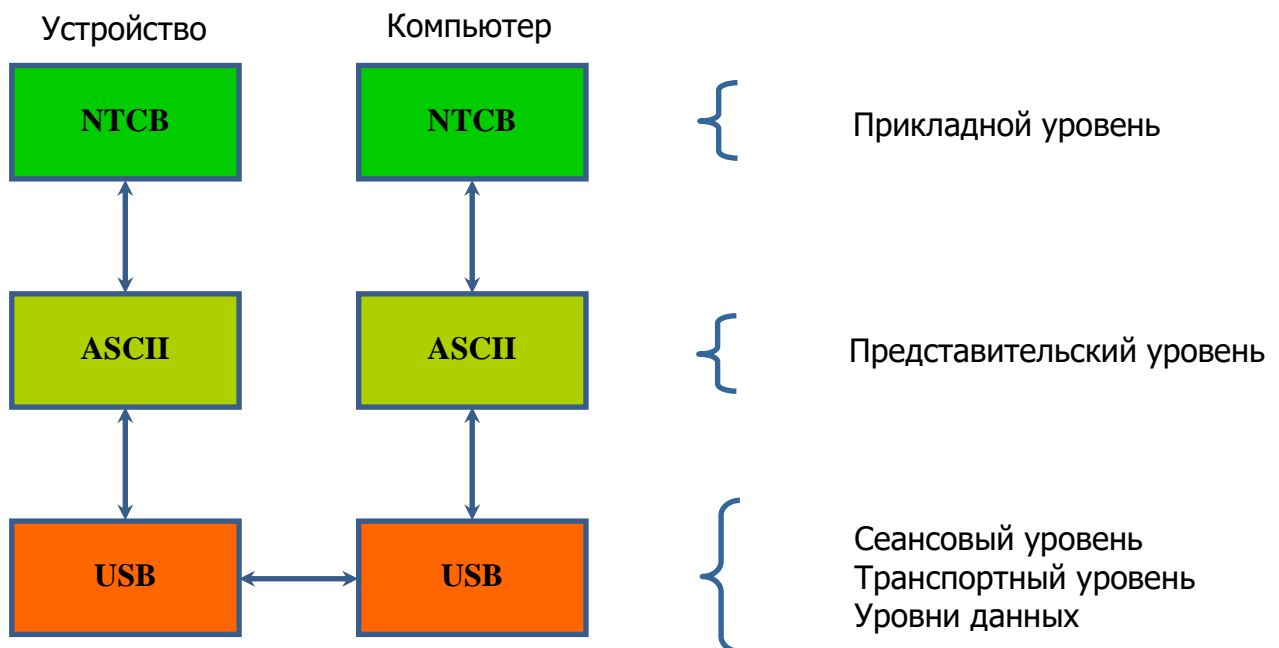 Устройство Компьютер
NTCB NTCB Прикладной уровень
ASCII ASCII Представительский уровень
USB USB
Сеансовый уровень
Транспортный уровень
Уровни данных